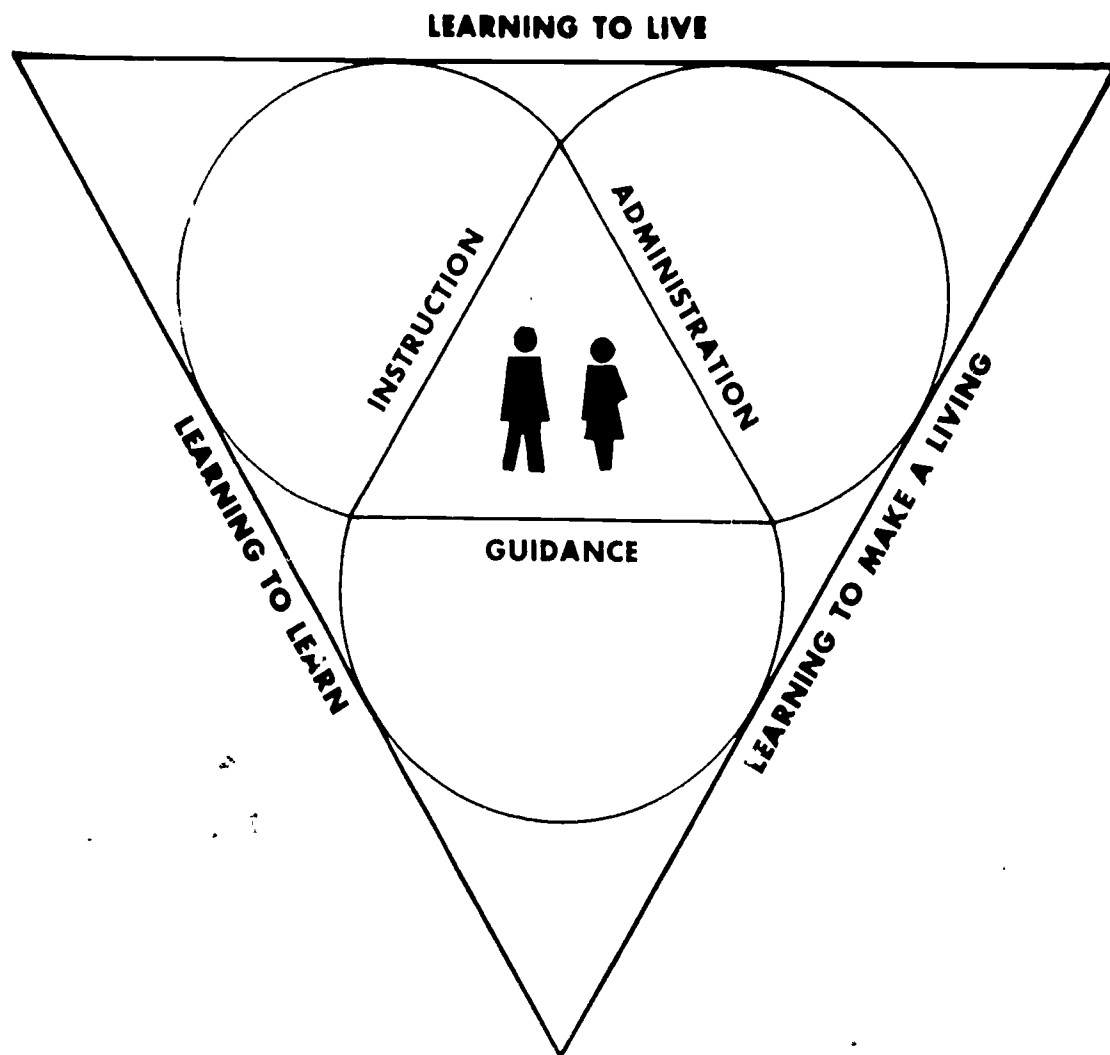 LEARNING TO LIVE
INSTRUCTION
ADMINISTRATION
GUIDANCE
LEARNING TO LEARN
LEARNING TO MAKE A LIVING